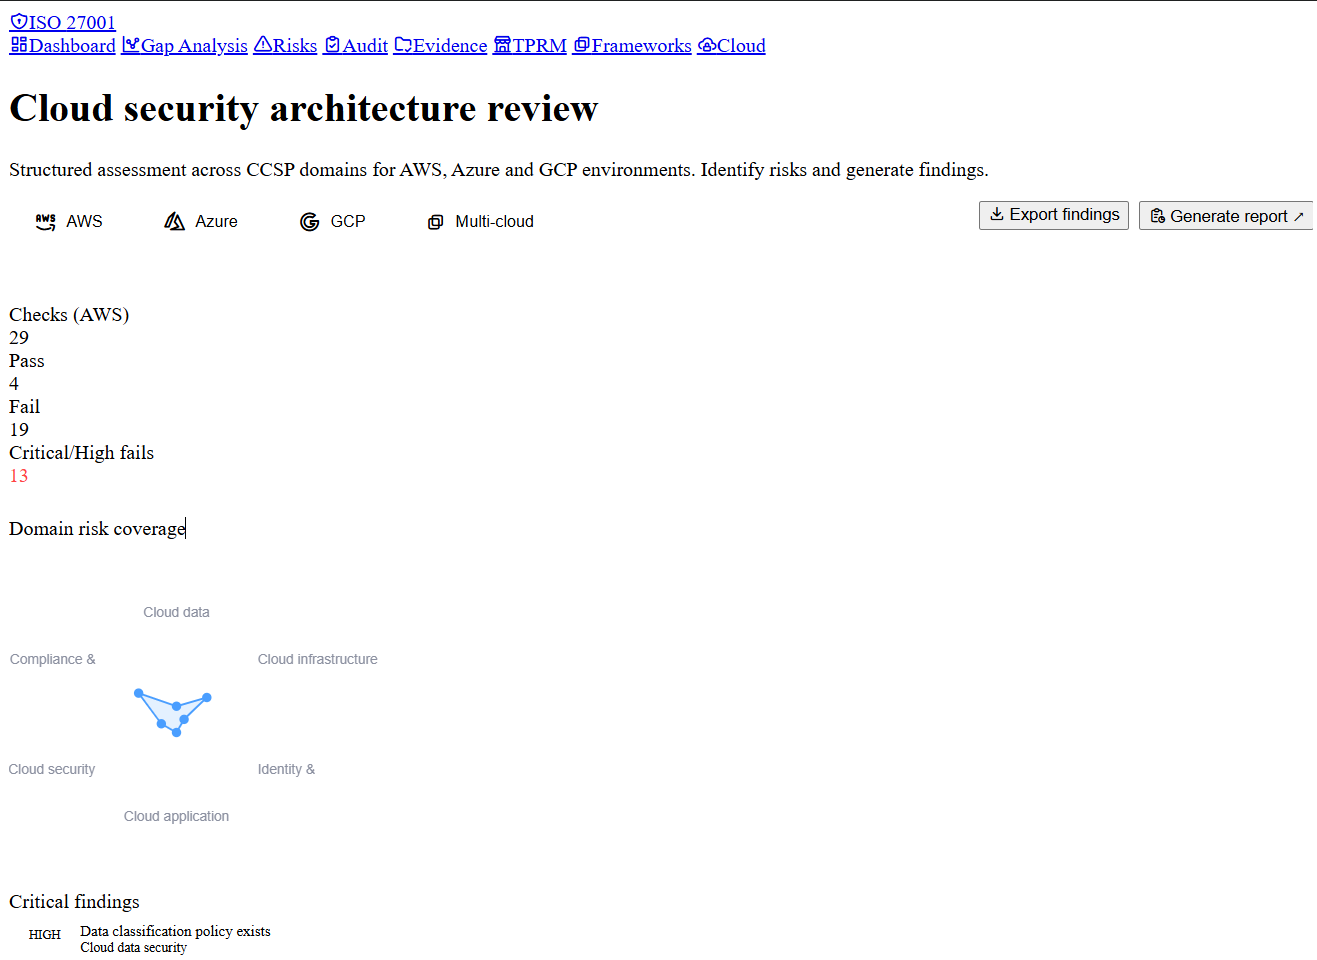 ISO 27001
Dashboard Gap Analysis Risks Audit Evidence TPRM Frameworks Cloud
Cloud security architecture review
Structured assessment across CCSP domains for AWS, Azure and GCP environments. Identify risks and generate findings.
AWS Azure GCP Multi-cloud Export findings Generate report ↗
Checks (AWS)
29
Pass
4
Fail
19
Critical/High fails
13
Domain risk coverage
Cloud data
Compliance & Cloud infrastructure
Cloud security Identity &
Cloud application
Critical findings
HIGH Data classification policy exists
Cloud data security